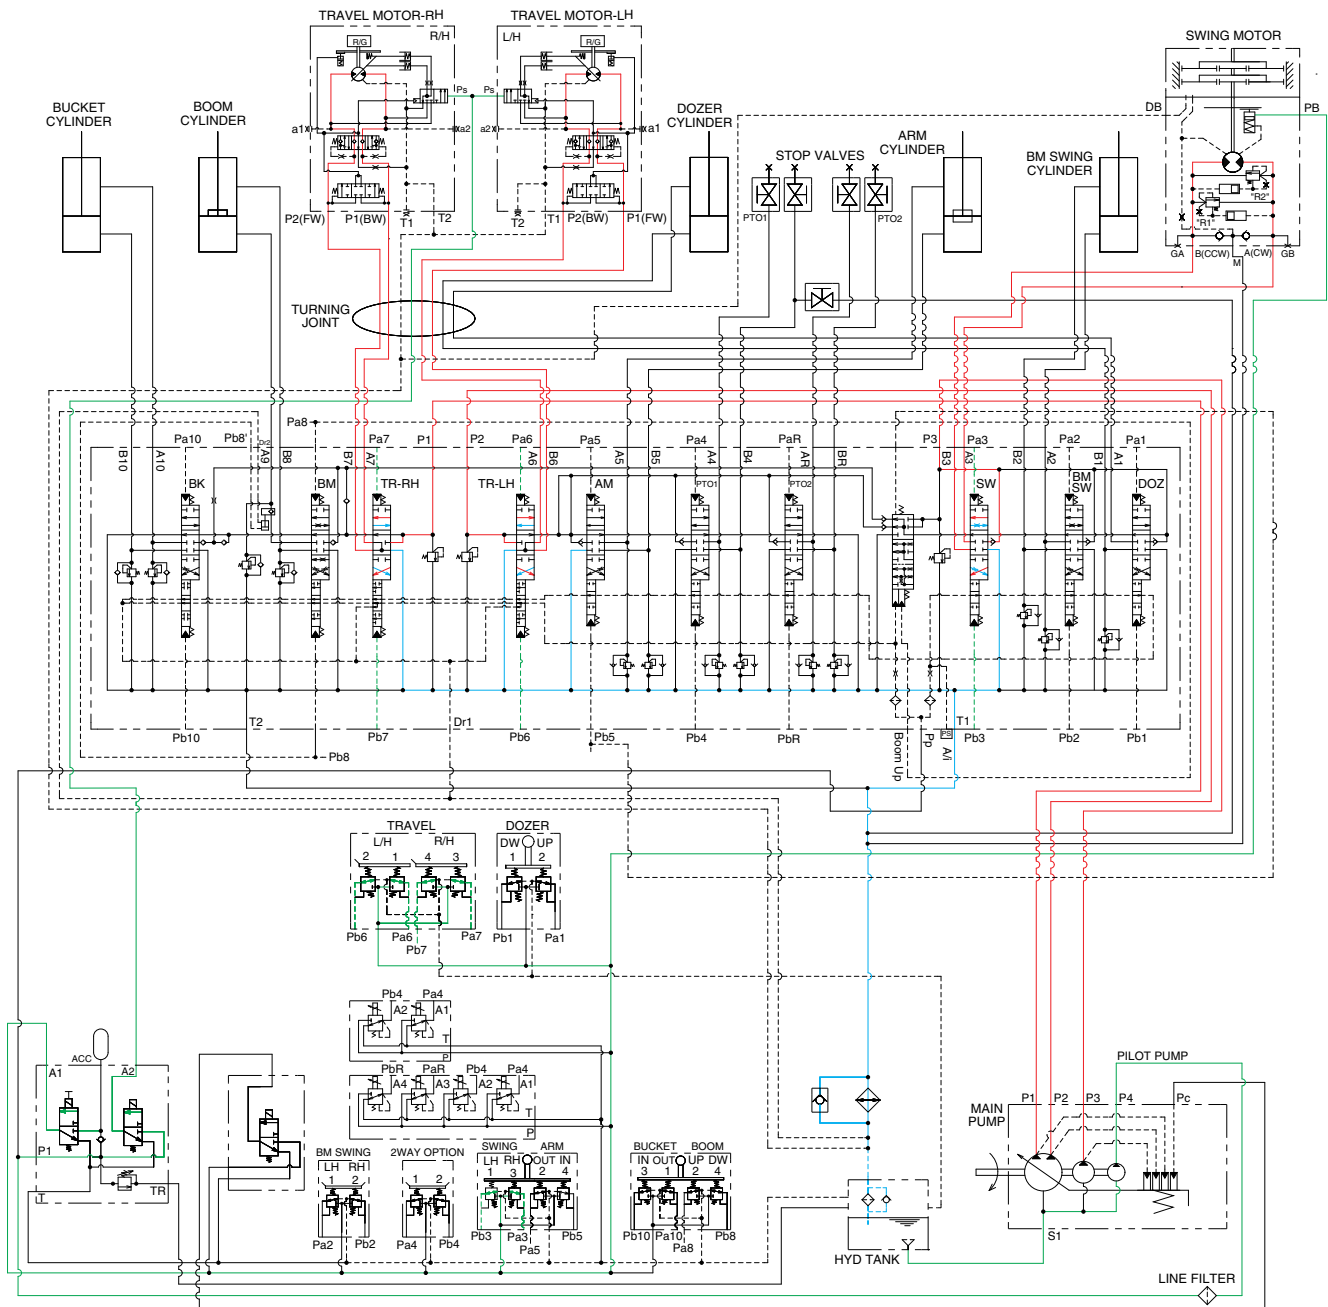 TRAVEL MOTOR-RH
TRAVEL MOTOR-LH
SWING MOTOR
R/G
R/H
L/H
R/G
BUCKET
CYLINDER
BOOM
CYLINDER
DOZER
CYLINDER
ARM
CYLINDER
BM SWING
CYLINDER
STOP VALVES
DB
PB
Ps
Ps
a1
a2
a2
a1
PTO1
PTO2
"R2"
"R1"
P2(FW)
P1(BW)
T1
T2
T2
T1
P2(BW)
P1(FW)
GA
B(CCW)
M
A(CW)
GB
TURNING
JOINT
Pa8
Pa10
Pb8'
Dr2
Pa7
P1
P2
Pa6
Pa5
Pa4
PaR
P3
Pa3
Pa2
Pa1
B10
A10
A9
B8
B7
A7
A6
B6
A5
B5
A4
B4
AR
BR
B3
A3
B2
A2
B1
A1
BK
BM
TR-RH
TR-LH
AM
PTO1
PTO2
SW
BM
SW
DOZ
T2
Dr1
T1
Pb10
Pb7
Pb6
Pb5
Pb4
PbR
Boom Up
Pp
PS
A/i
Pb3
Pb2
Pb1
Pb8
TRAVEL
L/H
R/H
2 1 4 3
Pb6
Pa6
Pb7
Pa7
DOZER
DW UP
1 2
Pb1
Pa1
Pb4
Pa4
A2
A1
T
P
PbR
PaR
Pb4
Pa4
A4
A3
A2
A1
T
P
ACC
A1
A2
P1
T
TR
BM SWING
LH RH
1 2
Pa2
Pb2
2WAY OPTION
1 2
Pa4
Pb4
SWING
ARM
LH RH OUT IN
1 3 2 4
Pb3
Pa3
Pa5
Pb5
BUCKET
BOOM
IN OUT UP DW
3 1 2 4
Pb10
Pa10
Pa8
Pb8
HYD TANK
PILOT PUMP
MAIN
PUMP
P1
P2
P3
P4
Pc
S1
LINE FILTER